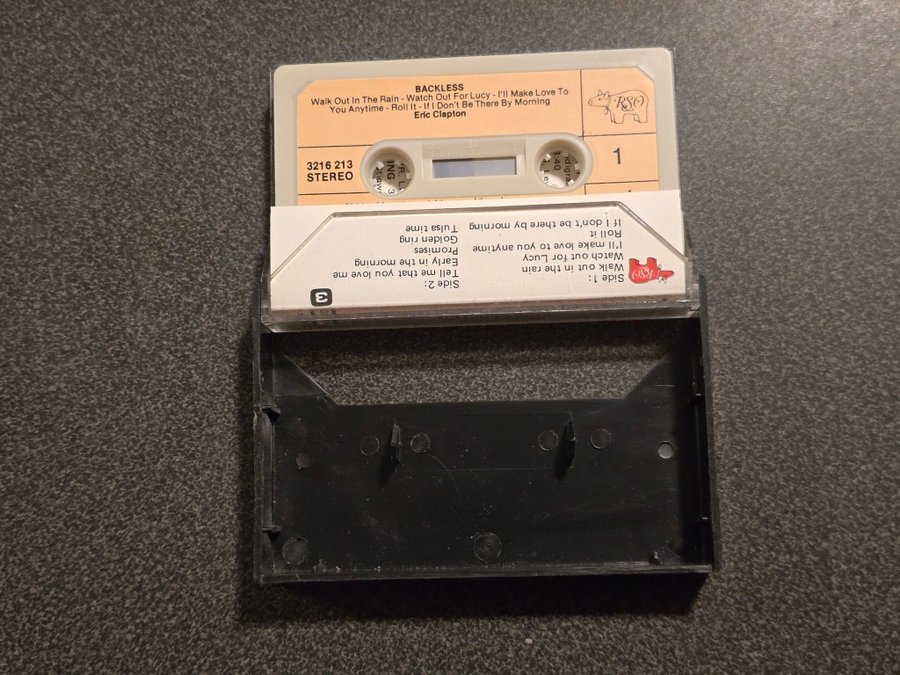 BACKLESS
Walk Out In The Rain - Watch Out For Lucy - I'll Make Love To
You Anytime - Roll It - If I Don't Be There By Morning
Eric Clapton
RSO
3216 213
STEREO
1
Side 1:
Walk out in the rain
Watch out for Lucy
I'll make love to you anytime
Roll it
If I don't be there by morning
Side 2:
Tell me that you love me
Early in the morning
Promises
Golden ring
Tulsa time
RSO
3